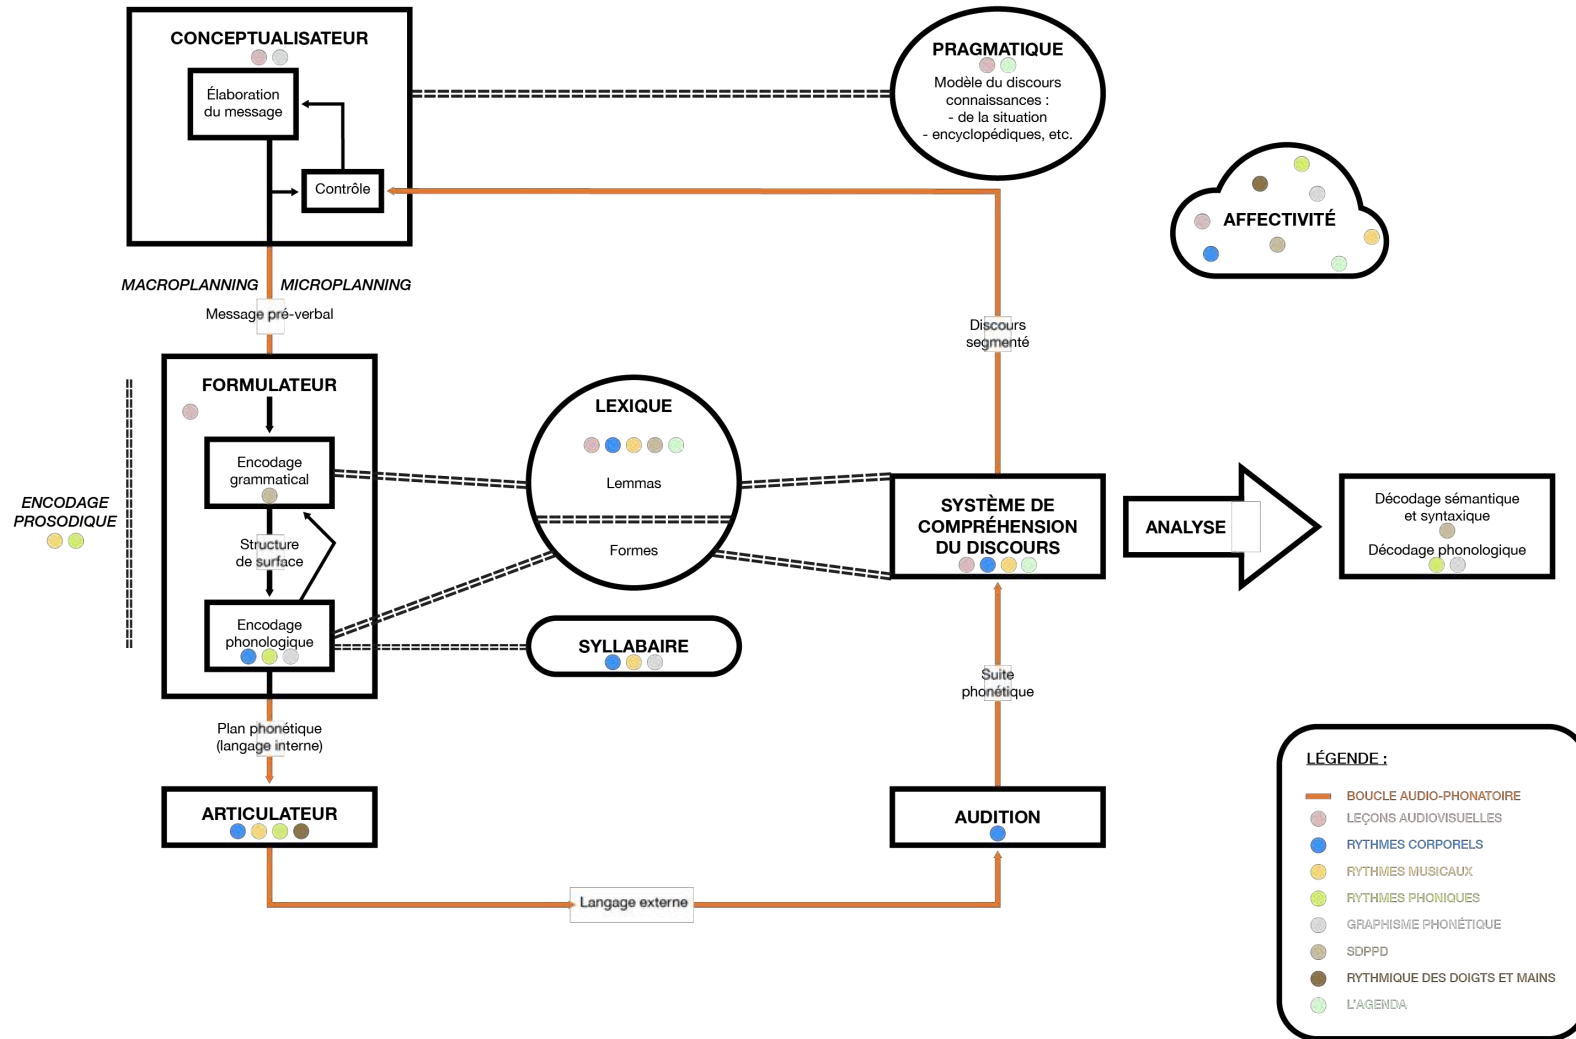 CONCEPTUALISATEUR
Élaboration
du message
Contrôle
PRAGMATIQUE
Modèle du discours
connaissances :
- de la situation
- encyclopédiques, etc.
AFFECTIVITÉ
MACROPLANNING
MICROPLANNING
Message pré-verbal
Discours
segmenté
FORMULATEUR
Encodage
grammatical
Structure
de surface
Encodage
phonologique
ENCODAGE
PROSODIQUE
LEXIQUE
Lemmas
Formes
SYLLABAIRE
SYSTÈME DE
COMPRÉHENSION
DU DISCOURS
ANALYSE
Décodage sémantique
et syntaxique
Décodage phonologique
Suite
phonétique
Plan phonétique
(langage interne)
ARTICULATEUR
AUDITION
Langage externe
LÉGENDE :
BOUCLE AUDIO-PHONATOIRE
LEÇONS AUDIOVISUELLES
RYTHMES CORPORELS
RYTHMES MUSICAUX
RYTHMES PHONIQUES
GRAPHISME PHONÉTIQUE
SDPPD
RYTHMIQUE DES DOIGTS ET MAINS
L'AGENDA